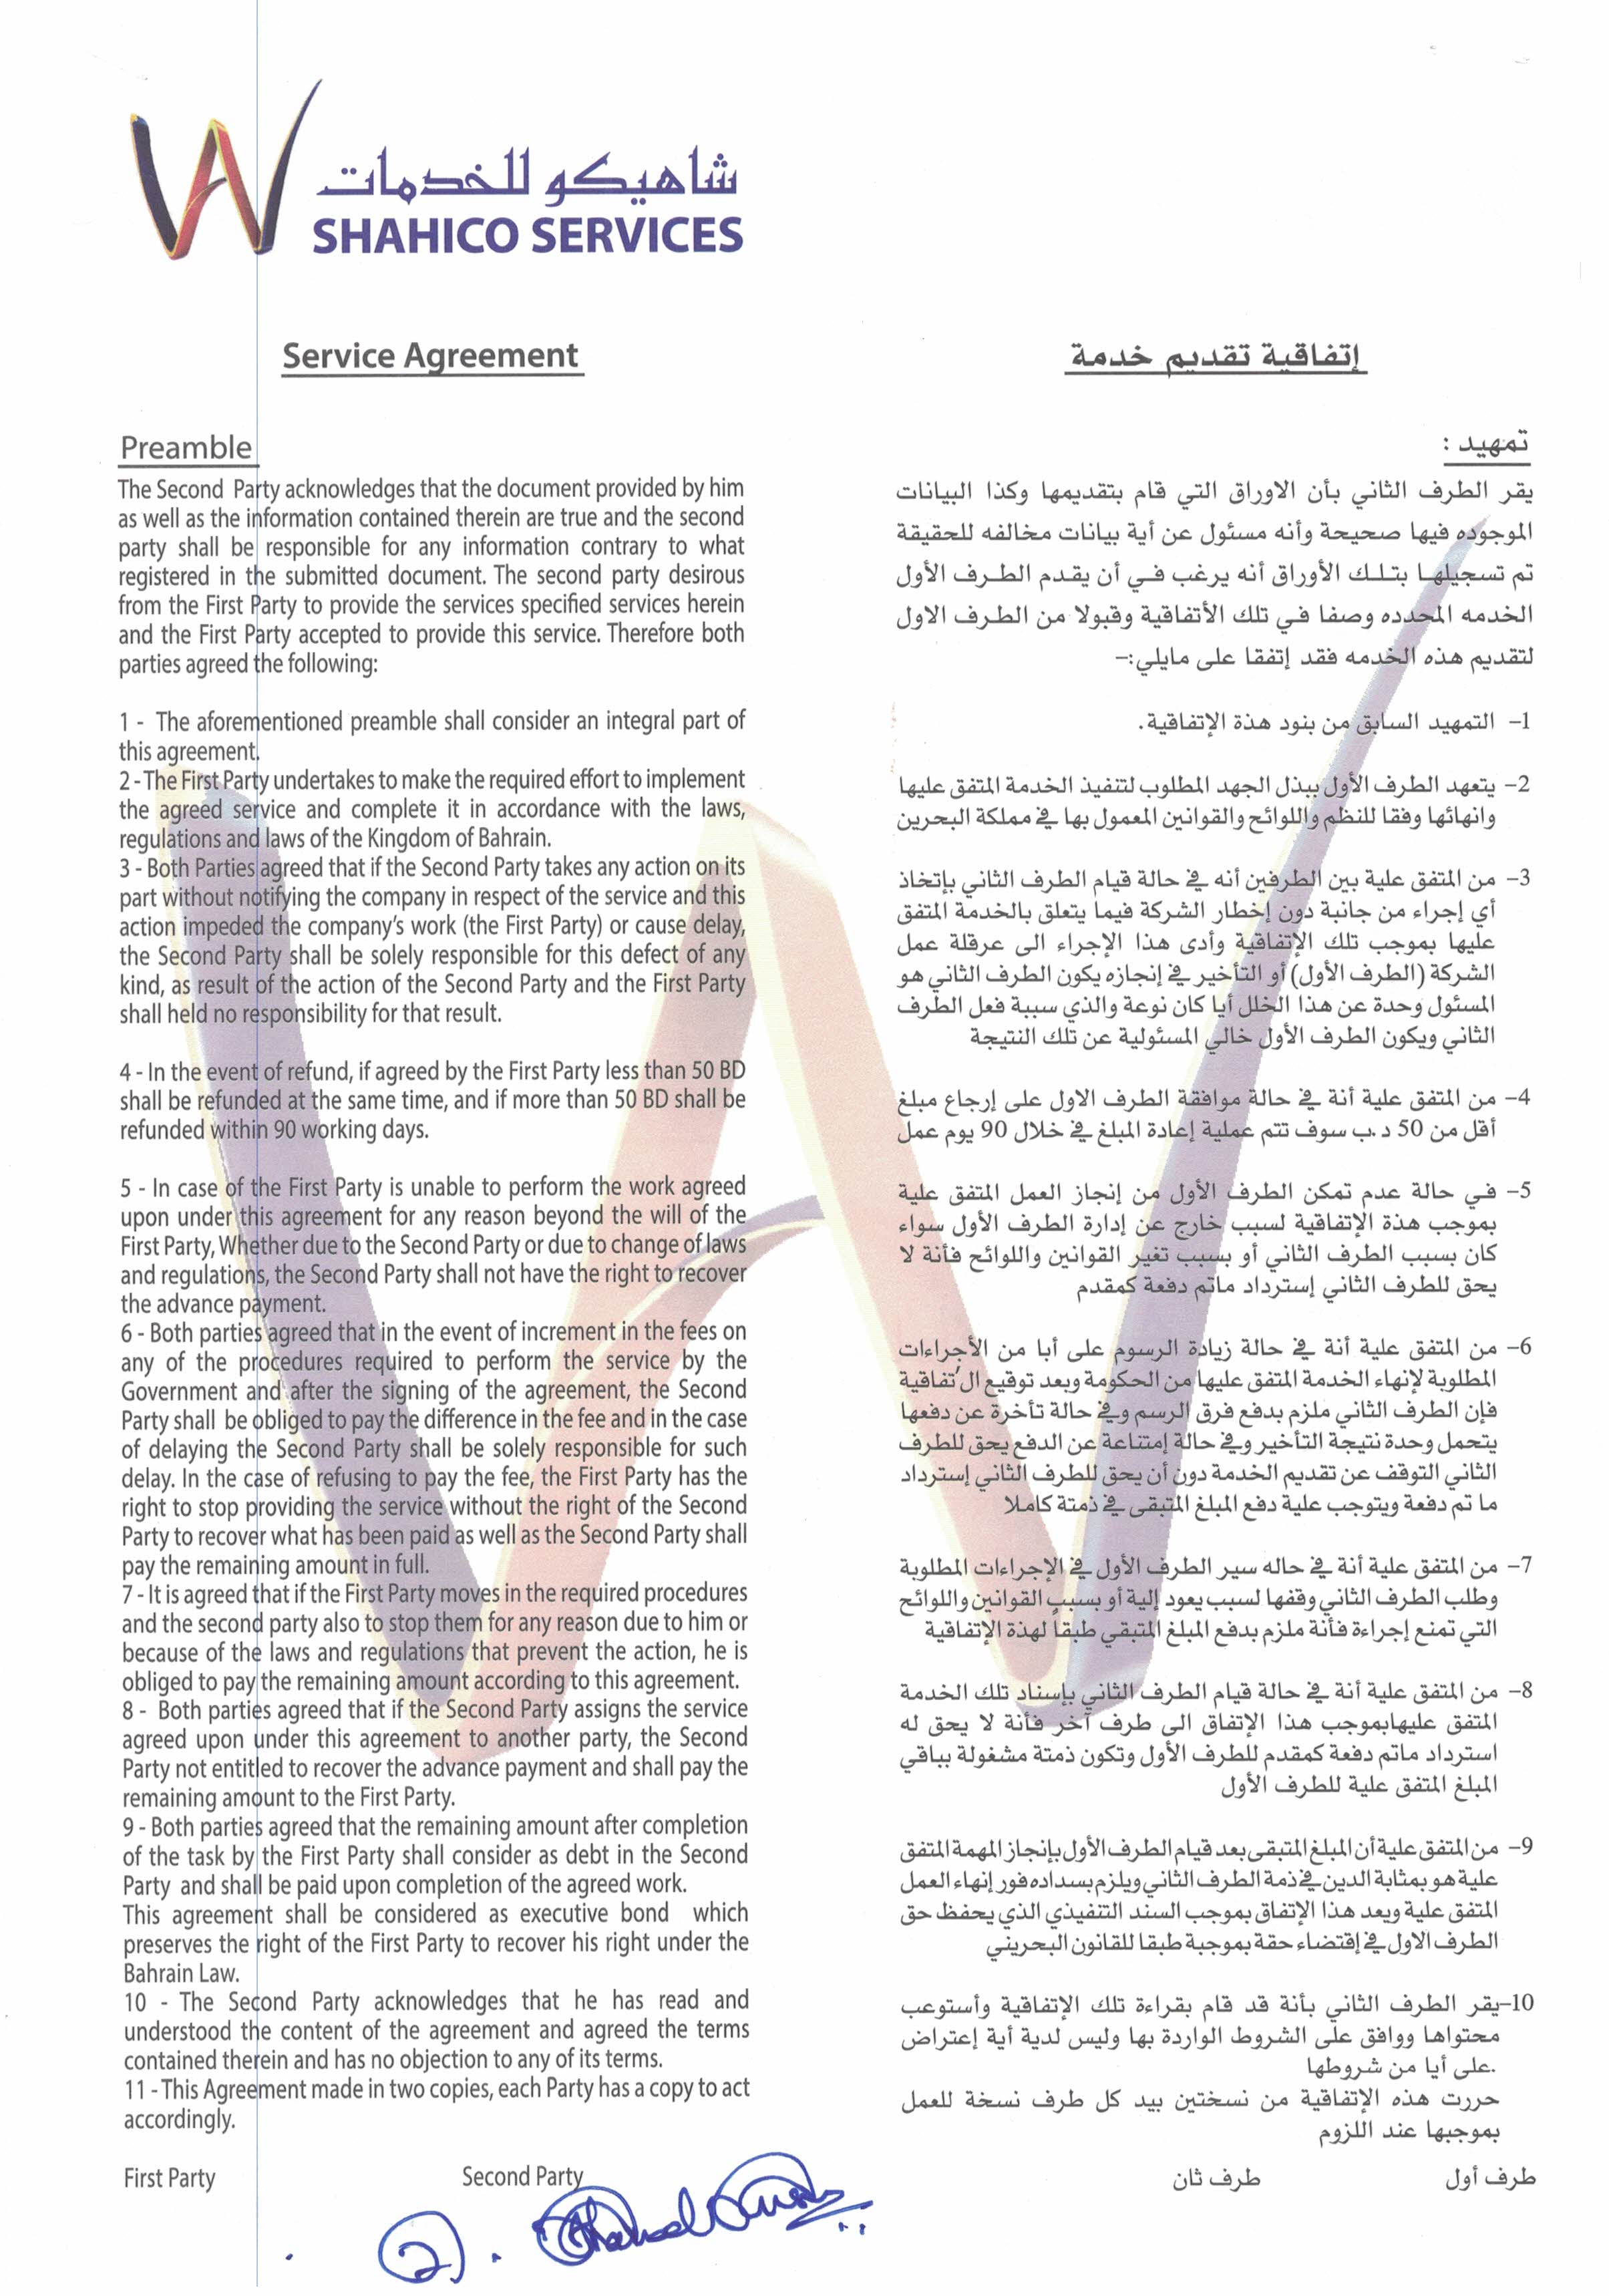 شاهيكو للخدمات
SHAHICO SERVICES
Service Agreement
Preamble
The Second Party acknowledges that the document provided by him
as well as the information contained therein are true and the second
party shall be responsible for any information contrary to what
registered in the submitted document. The second party desirous
from the First Party to provide the services specified services herein
and the First Party accepted to provide this service. Therefore both
parties agreed the following:
1 - The aforementioned preamble shall consider an integral part of
this agreement.
2 - The First Party undertakes to make the required effort to implement
the agreed service and complete it in accordance with the laws,
regulations and laws of the Kingdom of Bahrain.
3 - Both Parties agreed that if the Second Party takes any action on its
part without notifying the company in respect of the service and this
action impeded the company's work (the First Party) or cause delay,
the Second Party shall be solely responsible for this defect of any
kind, as result of the action of the Second Party and the First Party
shall held no responsibility for that result.
4 - In the event of refund, if agreed by the First Party less than 50 BD
shall be refunded at the same time, and if more than 50 BD shall be
refunded within 90 working days.
5 - In case of the First Party is unable to perform the work agreed
upon under this agreement for any reason beyond the will of the
First Party, Whether due to the Second Party or due to change of laws
and regulations, the Second Party shall not have the right to recover
the advance payment.
6 - Both parties agreed that in the event of increment in the fees on
any of the procedures required to perform the service by the
Government and after the signing of the agreement, the Second
Party shall be obliged to pay the difference in the fee and in the case
of delaying the Second Party shall be solely responsible for such
delay. In the case of refusing to pay the fee, the First Party has the
right to stop providing the service without the right of the Second
Party to recover what has been paid as well as the Second Party shall
pay the remaining amount in full.
7 - It is agreed that if the First Party moves in the required procedures
and the second party also to stop them for any reason due to him or
because of the laws and regulations that prevent the action, he is
obliged to pay the remaining amount according to this agreement.
8 - Both parties agreed that if the Second Party assigns the service
agreed upon under this agreement to another party, the Second
Party not entitled to recover the advance payment and shall pay the
remaining amount to the First Party.
9 - Both parties agreed that the remaining amount after completion
of the task by the First Party shall consider as debt in the Second
Party and shall be paid upon completion of the agreed work.
This agreement shall be considered as executive bond which
preserves the right of the First Party to recover his right under the
Bahrain Law.
10 - The Second Party acknowledges that he has read and
understood the content of the agreement and agreed the terms
contained therein and has no objection to any of its terms.
11 - This Agreement made in two copies, each Party has a copy to act
accordingly.
First Party Second Party
إتفاقية تقديم خدمة
تمهيد :
يقر الطرف الثاني بأن الاوراق التي قام بتقديمها وكذا البيانات
الموجوده فيها صحيحة وأنه مسئول عن أية بيانات مخالفه للحقيقة
تم تسجيلها بتلك الأوراق أنه يرغب في أن يقدم الطرف الأول
الخدمه المحدده وصفا في تلك الأتفاقية وقبولا من الطرف الاول
لتقديم هذه الخدمه فقد إتفقا على مايلي:-
1- التمهيد السابق من بنود هذة الإتفاقية.
2- يتعهد الطرف الأول ببذل الجهد المطلوب لتنفيذ الخدمة المتفق عليها
وانهائها وفقا للنظم واللوائح والقوانين المعمول بها في مملكة البحرين
3- من المتفق علية بين الطرفين أنه في حالة قيام الطرف الثاني بإتخاذ
أي إجراء من جانبة دون إخطار الشركة فيما يتعلق بالخدمة المتفق
عليها بموجب تلك الإتفاقية وأدى هذا الإجراء الى عرقلة عمل
الشركة (الطرف الأول) أو التأخير في إنجازه يكون الطرف الثاني هو
المسئول وحدة عن هذا الخلل أيا كان نوعة والذي سببة فعل الطرف
الثاني ويكون الطرف الأول خالي المسئولية عن تلك النتيجة
4- من المتفق علية أنة في حالة موافقة الطرف الاول على إرجاع مبلغ
أقل من 50 د.ب سوف تتم عملية إعادة المبلغ في خلال 90 يوم عمل
5- في حالة عدم تمكن الطرف الأول من إنجاز العمل المتفق علية
بموجب هذة الإتفاقية لسبب خارج عن إدارة الطرف الأول سواء
كان بسبب الطرف الثاني أو بسبب تغير القوانين واللوائح فأنة لا
يحق للطرف الثاني إسترداد ماتم دفعة كمقدم
6- من المتفق علية أنة في حالة زيادة الرسوم على أبا من الأجراءات
المطلوبة لإنهاء الخدمة المتفق عليها من الحكومة وبعد توقيع ال'تفاقية
فإن الطرف الثاني ملزم بدفع فرق الرسم وفي حالة تأخرة عن دفعها
يتحمل وحدة نتيجة التأخير وفي حالة إمتناعة عن الدفع يحق للطرف
الثاني التوقف عن تقديم الخدمة دون أن يحق للطرف الثاني إسترداد
ما تم دفعة ويتوجب علية دفع المبلغ المتبقى في ذمتة كاملا
7- من المتفق علية أنة في حاله سير الطرف الأول في الإجراءات المطلوبة
وطلب الطرف الثاني وقفها لسبب يعود إلية أو بسبب القوانين واللوائح
التي تمنع إجراءة فأنة ملزم بدفع المبلغ المتبقي طبقاً لهذة الإتفاقية
8- من المتفق علية أنة في حالة قيام الطرف الثاني بإسناد تلك الخدمة
المتفق عليهابموجب هذا الإتفاق الى طرف آخر فأنة لا يحق له
استرداد ماتم دفعة كمقدم للطرف الأول وتكون ذمتة مشغولة بباقي
المبلغ المتفق علية للطرف الأول
9- من المتفق علية أن المبلغ المتبقى بعد قيام الطرف الأول بإنجاز المهمة المتفق
علية هو بمثابة الدين في ذمة الطرف الثاني ويلزم بسداده فور إنهاء العمل
المتفق علية ويعد هذا الإتفاق بموجب السند التنفيذي الذي يحفظ حق
الطرف الاول في إقتضاء حقة بموجبة طبقا للقانون البحريني
10-يقر الطرف الثاني بأنة قد قام بقراءة تلك الإتفاقية وأستوعب
محتواها ووافق على الشروط الواردة بها وليس لدية أية إعتراض
.على أيا من شروطها
حررت هذه الإتفاقية من نسختين بيد كل طرف نسخة للعمل
بموجبها عند اللزوم
طرف أول طرف ثان